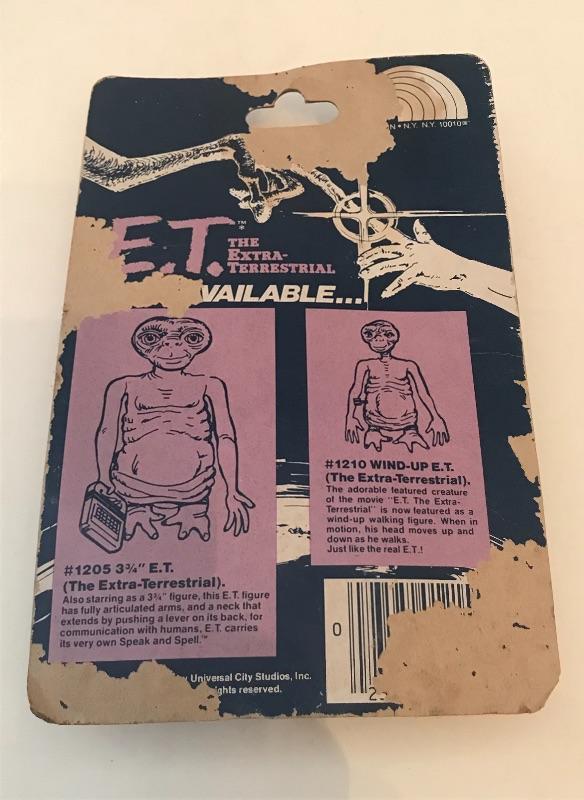 N • N.Y. N.Y. 10010
E.T.™
THE
EXTRA-
TERRESTRIAL
VAILABLE...
#1205 3¾" E.T.
(The Extra-Terrestrial).
Also starring as a 3¾" figure, this E.T. figure
has fully articulated arms, and a neck that
extends by pushing a lever on its back, for
communication with humans, E.T. carries
its very own Speak and Spell.™
#1210 WIND-UP E.T.
(The Extra-Terrestrial).
The adorable featured creature
of the movie "E.T. The Extra-
Terrestrial" is now featured as a
wind-up walking figure. When in
motion, his head moves up and
down as he walks.
Just like the real E.T.!
Universal City Studios, Inc.
ights reserved.
0
2